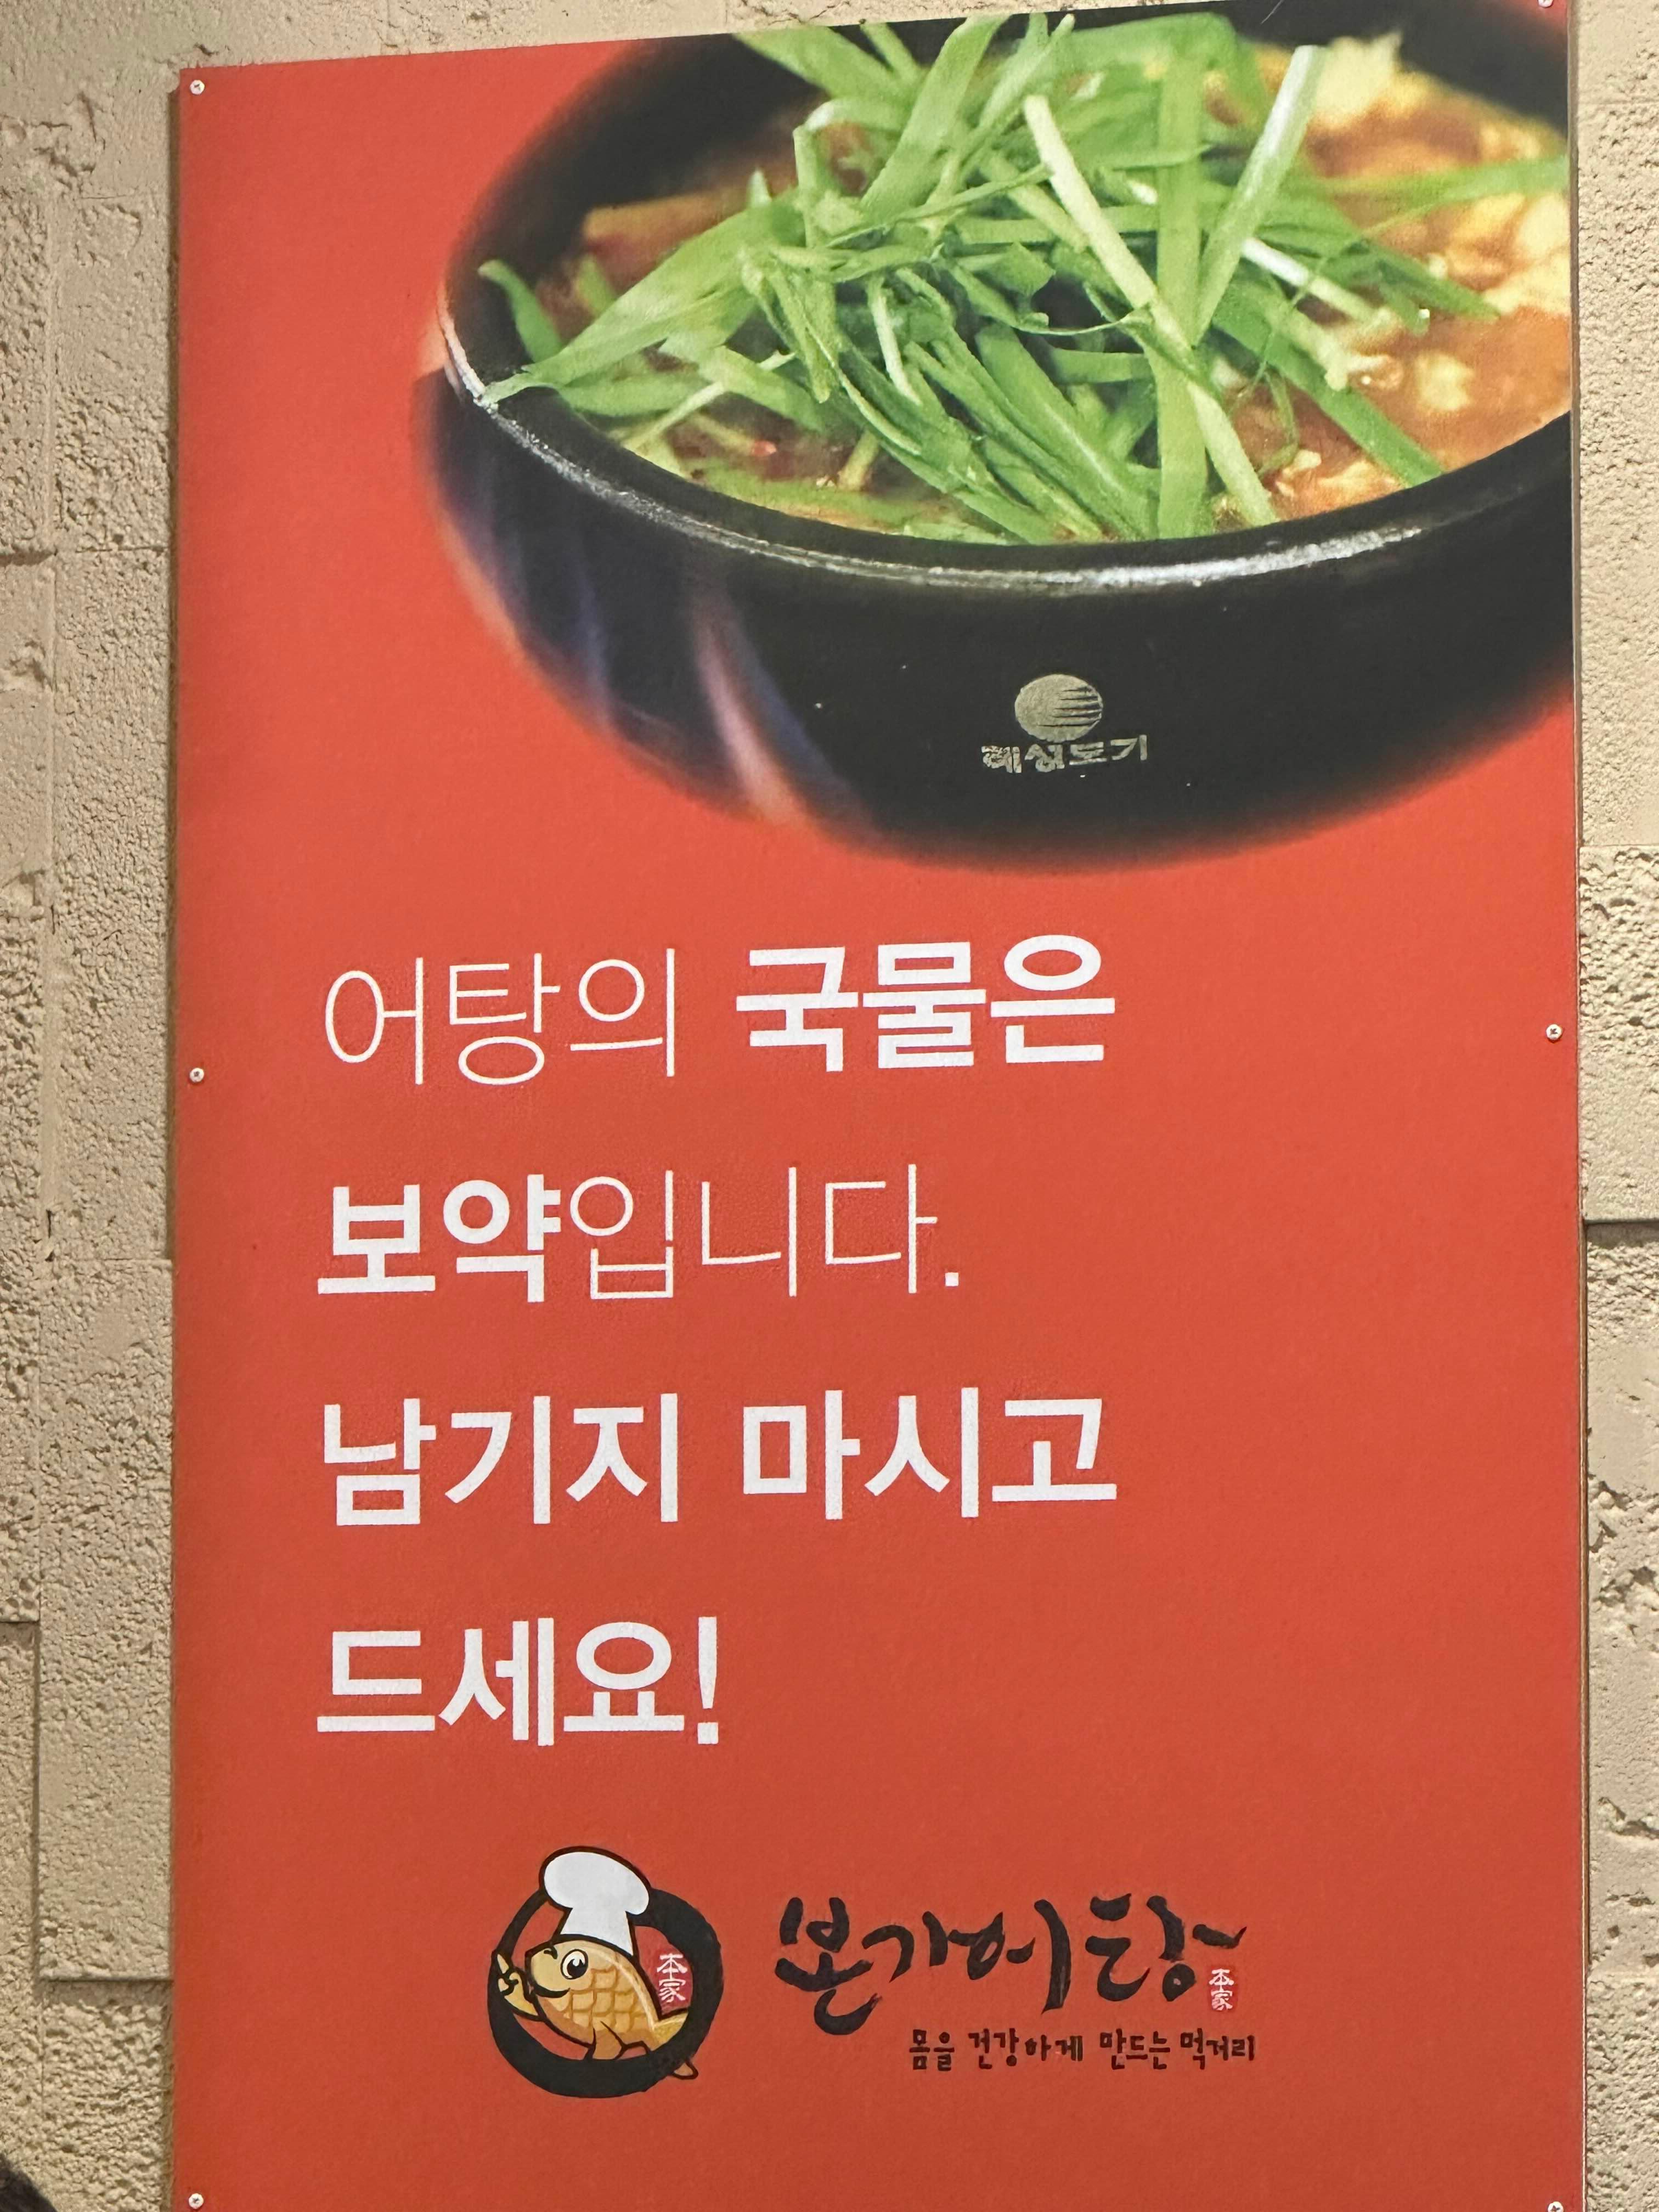 혜성도기
어탕의 국물은
보약입니다.
남기지 마시고
드세요!
本家
본가어탕
本家
몸을 건강하게 만드는 먹거리